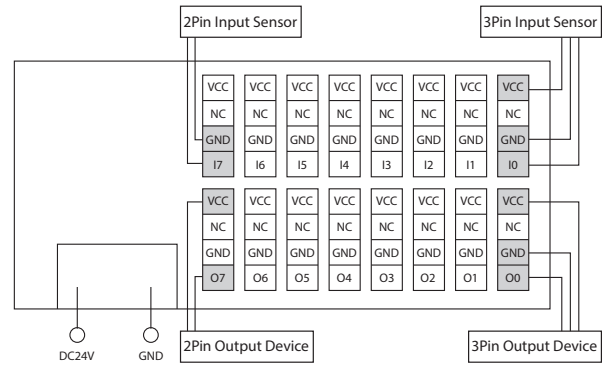 2Pin Input Sensor 3Pin Input Sensor
VCC VCC VCC VCC VCC VCC VCC VCC
NC NC NC NC NC NC NC NC
GND GND GND GND GND GND GND GND
I7 I6 I5 I4 I3 I2 I1 I0
VCC VCC VCC VCC VCC VCC VCC VCC
NC NC NC NC NC NC NC NC
GND GND GND GND GND GND GND GND
O7 O6 O5 O4 O3 O2 O1 O0
DC24V GND 2Pin Output Device 3Pin Output Device